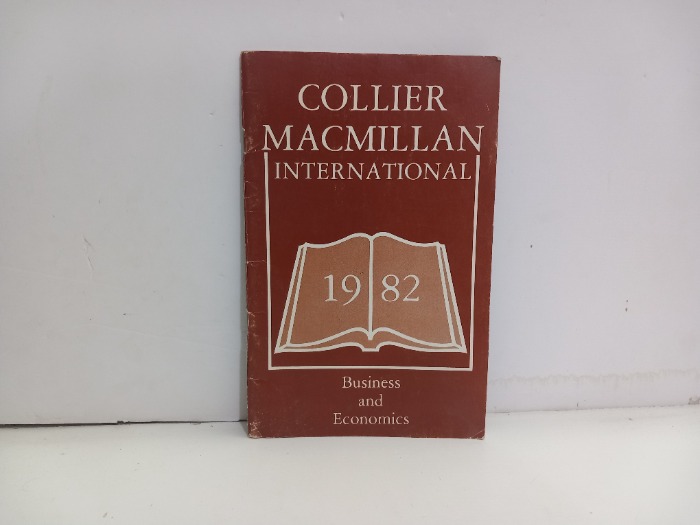 COLLIER
MACMILLAN
INTERNATIONAL
19 82
Business
and
Economics